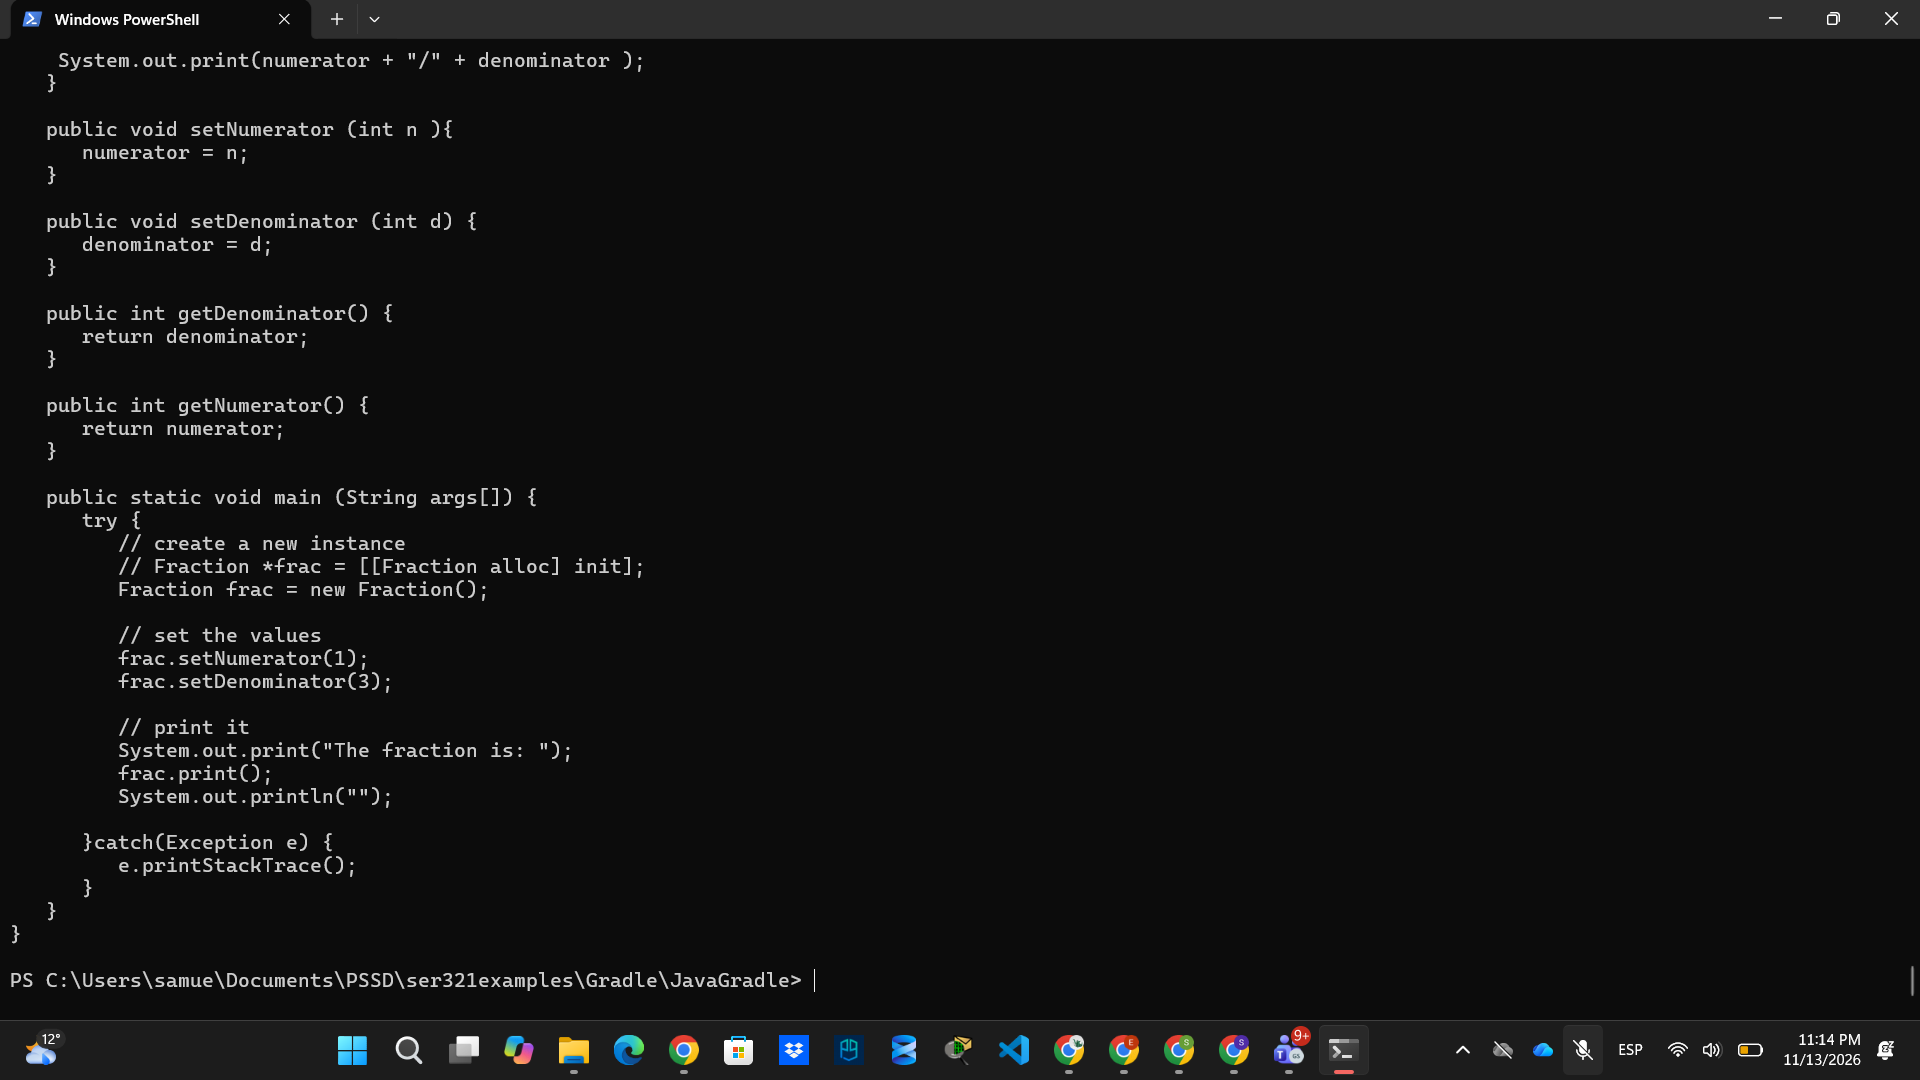 Windows PowerShell
     System.out.print(numerator + "/" + denominator );
   }

   public void setNumerator (int n ){
      numerator = n;
   }

   public void setDenominator (int d) {
      denominator = d;
   }

   public int getDenominator() {
      return denominator;
   }

   public int getNumerator() {
      return numerator;
   }

   public static void main (String args[]) {
      try {
         // create a new instance
         // Fraction *frac = [[Fraction alloc] init];
         Fraction frac = new Fraction();

         // set the values
         frac.setNumerator(1);
         frac.setDenominator(3);

         // print it
         System.out.print("The fraction is: ");
         frac.print();
         System.out.println("");

      }catch(Exception e) {
         e.printStackTrace();
      }
   }
}

PS C:\Users\samue\Documents\PSSD\ser321examples\Gradle\JavaGradle>
12°
E
S
S
9+
T
GS
ESP
11:14 PM
11/13/2026